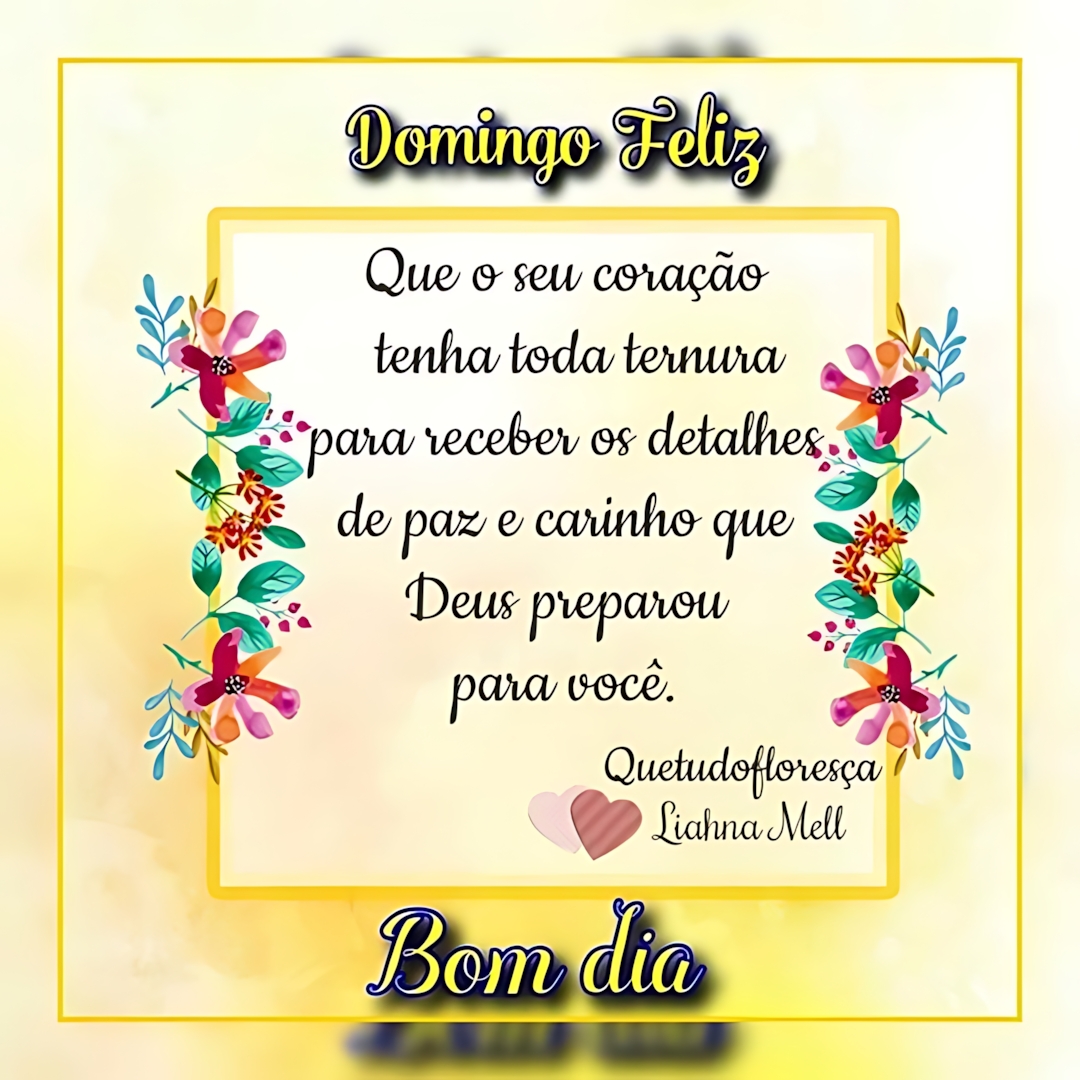 Domingo Feliz
Que o seu coração
tenha toda ternura
para receber os detalhes
de paz e carinho que
Deus preparou
para você.
Quetudofloresça
Liahna Mell
Bom dia